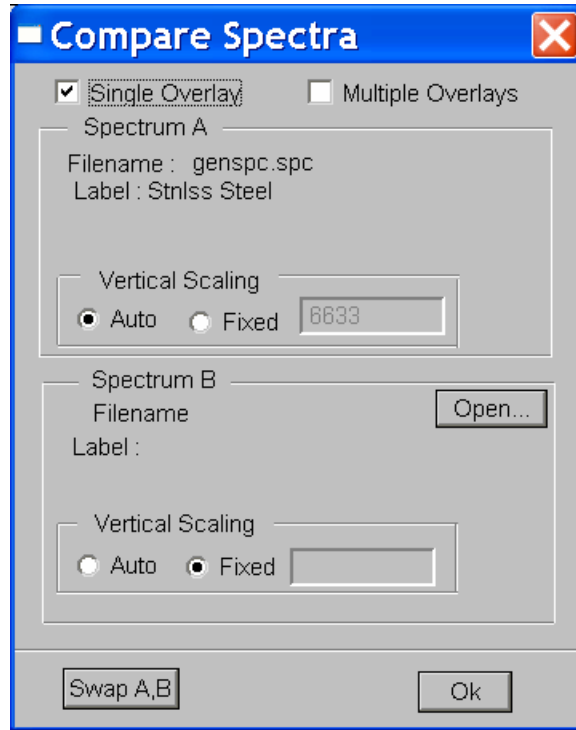 Compare Spectra
Single Overlay Multiple Overlays
Spectrum A
Filename : genspc.spc
Label : Stnlss Steel
Vertical Scaling
Auto Fixed 6633
Spectrum B
Filename Open...
Label :
Vertical Scaling
Auto Fixed
Swap A,B Ok